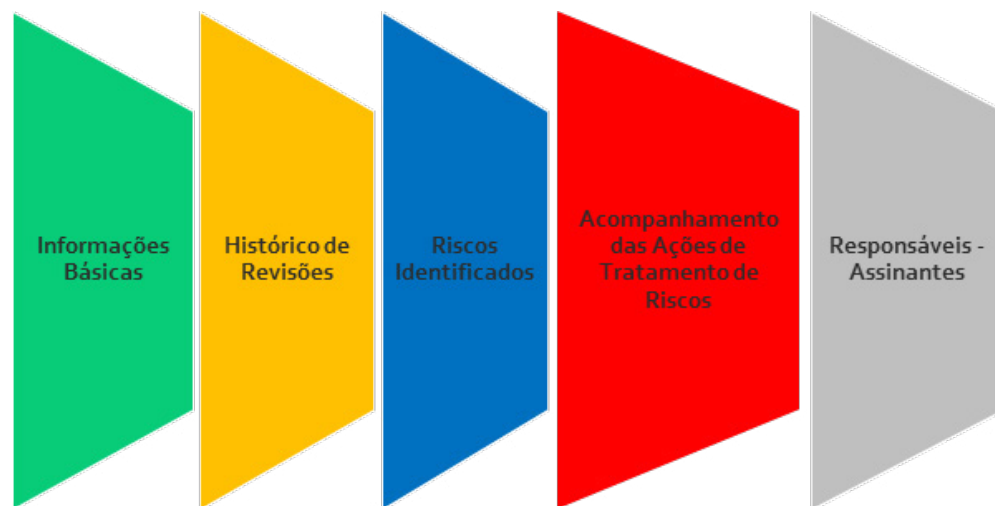 Informações
Básicas
Histórico de
Revisões
Riscos
Identificados
Acompanhamento
das Ações de
Tratamento de
Riscos
Responsáveis -
Assinantes